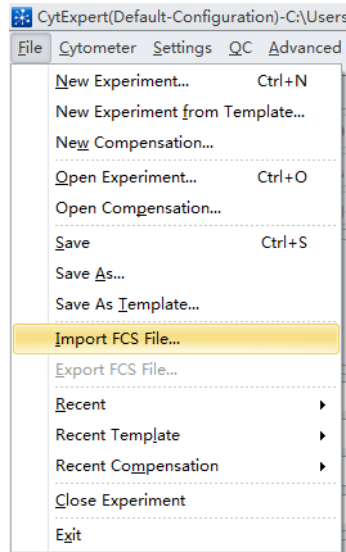 CytExpert(Default-Configuration)-C:\Users
File Cytometer Settings QC Advanced
New Experiment... Ctrl+N
New Experiment from Template...
New Compensation...
Open Experiment... Ctrl+O
Open Compensation...
Save Ctrl+S
Save As...
Save As Template...
Import FCS File...
Export FCS File...
Recent
Recent Template
Recent Compensation
Close Experiment
Exit